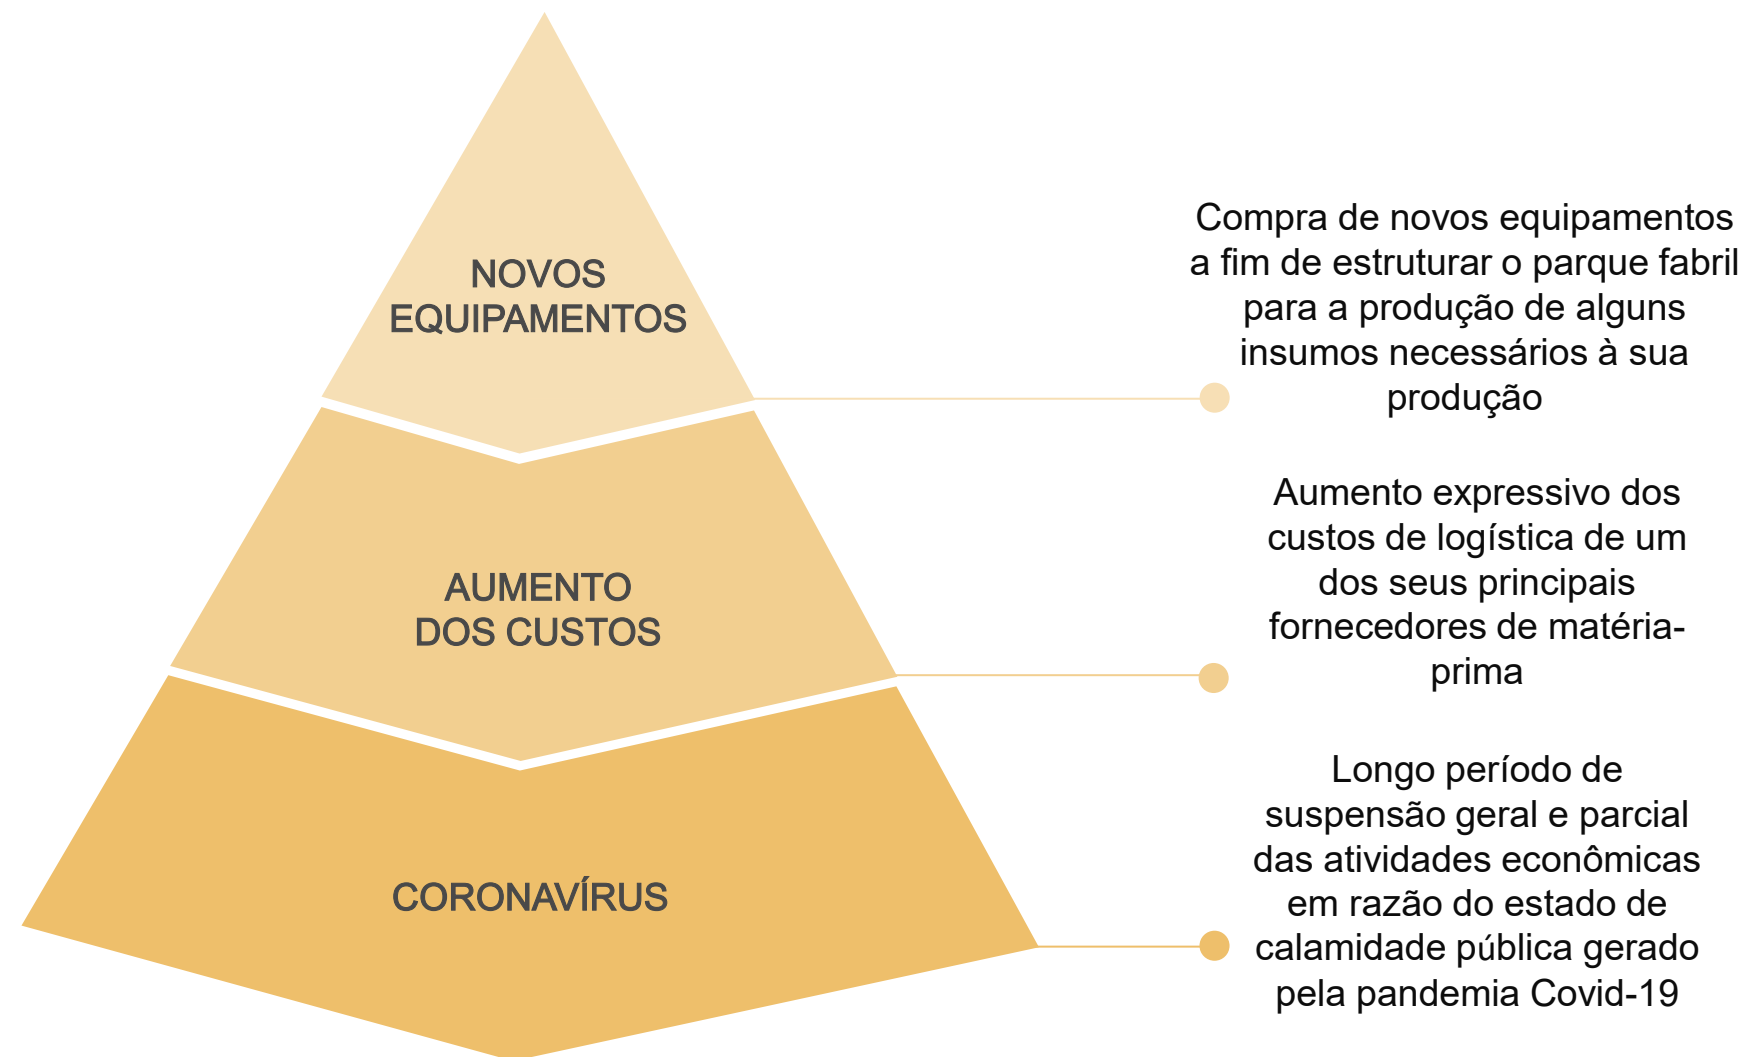 NOVOS
EQUIPAMENTOS
Compra de novos equipamentos
a fim de estruturar o parque fabril
para a produção de alguns
insumos necessários à sua
produção
AUMENTO
DOS CUSTOS
Aumento expressivo dos
custos de logística de um
dos seus principais
fornecedores de matéria-
prima
CORONAVÍRUS
Longo período de
suspensão geral e parcial
das atividades econômicas
em razão do estado de
calamidade pública gerado
pela pandemia Covid-19